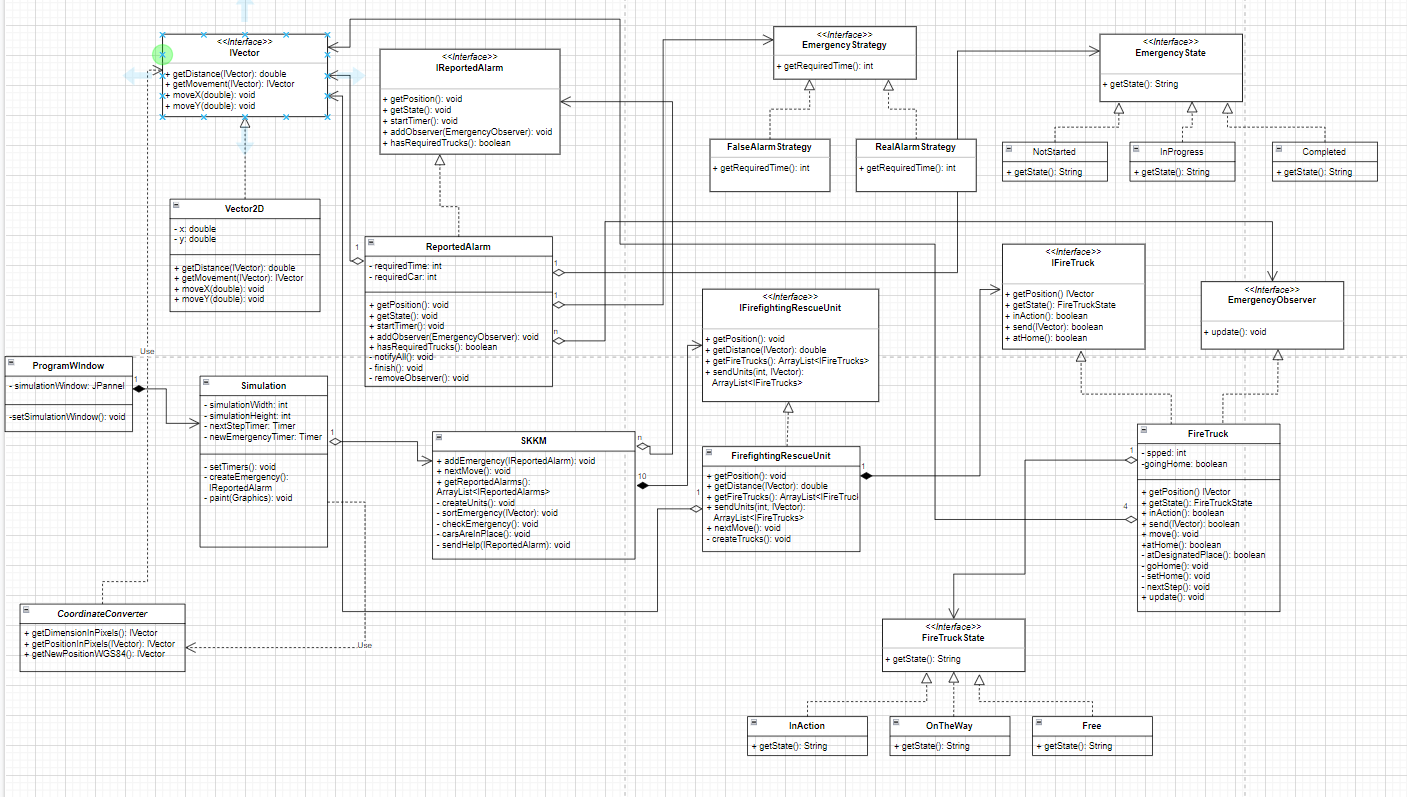 <<Interface>>
IVector
+ getDistance(IVector): double
+ getMovement(IVector): IVector
+ moveX(double): void
+ moveY(double): void
<<Interface>>
IReportedAlarm
+ getPosition(): void
+ getState(): void
+ startTimer(): void
+ addObserver(EmergencyObserver): void
+ hasRequiredTrucks(): boolean
<<Interface>>
EmergencyStrategy
+ getRequiredTime(): int
<<Interface>>
EmergencyState
+ getState(): String
FalseAlarmStrategy
+ getRequiredTime(): int
RealAlarmStrategy
+ getRequiredTime(): int
NotStarted
+ getState(): String
InProgress
+ getState(): String
Completed
+ getState(): String
Vector2D
- x: double
- y: double
+ getDistance(IVector): double
+ getMovement(IVector): IVector
+ moveX(double): void
+ moveY(double): void
ReportedAlarm
- requiredTime: int
- requiredCar: int
+ getPosition(): void
+ getState(): void
+ startTimer(): void
+ addObserver(EmergencyObserver): void
+ hasRequiredTrucks(): boolean
- notifyAll(): void
- finish(): void
- removeObserver(): void
1
1
1
n
<<Interface>>
IFirefightingRescueUnit
+ getPosition(): void
+ getDistance(IVector): double
+ getFireTrucks(): ArrayList<IFireTrucks>
+ sendUnits(int, IVector):
ArrayList<IFireTrucks>
<<Interface>>
IFireTruck
+ getPosition() IVector
+ getState(): FireTruckState
+ inAction(): boolean
+ send(IVector): boolean
+ atHome(): boolean
<<Interface>>
EmergencyObserver
+ update(): void
Use
ProgramWIndow
- simulationWindow: JPannel
-setSimulationWindow(): void
1
Simulation
- simulationWidth: int
- simulationHeight: int
- nextStepTimer: Timer
- newEmergencyTimer: Timer
- setTimers(): void
- createEmergency():
IReportedAlarm
- paint(Graphics): void
1
SKKM
+ addEmergency(IReportedAlarm): void
+ nextMove(): void
+ getReportedAlarms():
ArrayList<IReportedAlarms>
- createUnits(): void
- sortEmergency(IVector): void
- checkEmergency(): void
- carsAreInPlace(): void
- sendHelp(IReportedAlarm): void
n
10
FirefightingRescueUnit
+ getPosition(): void
+ getDistance(IVector): double
+ getFireTrucks(): ArrayList<IFireTrucl
+ sendUnits(int, IVector):
ArrayList<IFireTrucks>
+ nextMove(): void
- createTrucks(): void
1
1
FireTruck
- spped: int
-goingHome: boolean
+ getPosition() IVector
+ getState(): FireTruckState
+ inAction(): boolean
+ send(IVector): boolean
+ move(): void
+atHome(): boolean
- atDesignatedPlace(): boolean
- goHome(): void
- setHome(): void
- nextStep(): void
+ update(): void
1
4
CoordinateConverter
+ getDimensionInPixels(): IVector
+ getPositionInPixels(IVector): IVector
+ getNewPositionWGS84(): IVector
Use
<<Interface>>
FireTruckState
+ getState(): String
InAction
+ getState(): String
OnTheWay
+ getState(): String
Free
+ getState(): String